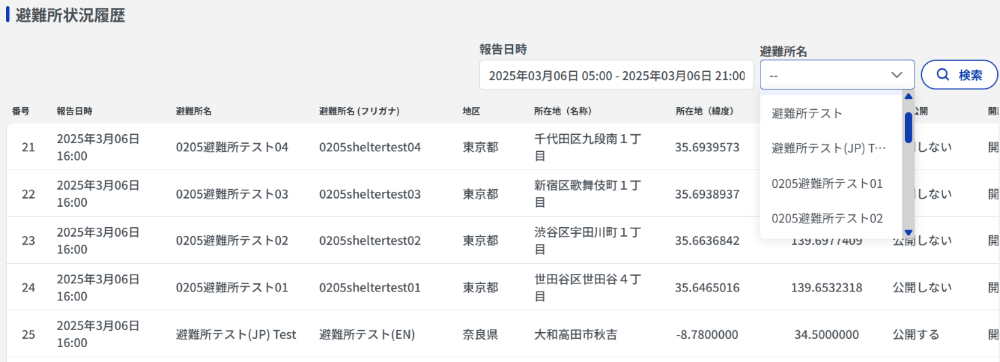 避難所状況履歴
報告日時
避難所名
2025年03月06日 05:00 - 2025年03月06日 21:00
--
検索
番号 報告日時 避難所名 避難所名 (フリガナ) 地区 所在地（名称） 所在地（緯度） 公開
避難所テスト
避難所テスト(JP) T…
0205避難所テスト01
0205避難所テスト02
21 2025年3月06日 0205避難所テスト04 0205sheltertest04 東京都 千代田区九段南１丁 35.6939573 しない
16:00 目
22 2025年3月06日 0205避難所テスト03 0205sheltertest03 東京都 新宿区歌舞伎町１丁 35.6938937 しない
16:00 目
23 2025年3月06日 0205避難所テスト02 0205sheltertest02 東京都 渋谷区宇田川町１丁 35.6636842 139.6977409 公開しない
16:00 目
24 2025年3月06日 0205避難所テスト01 0205sheltertest01 東京都 世田谷区世田谷４丁 35.6465016 139.6532318 公開しない 開
16:00 目
25 2025年3月06日 避難所テスト(JP) Test 避難所テスト(EN) 奈良県 大和高田市秋吉 -8.7800000 34.5000000 公開する 開
16:00